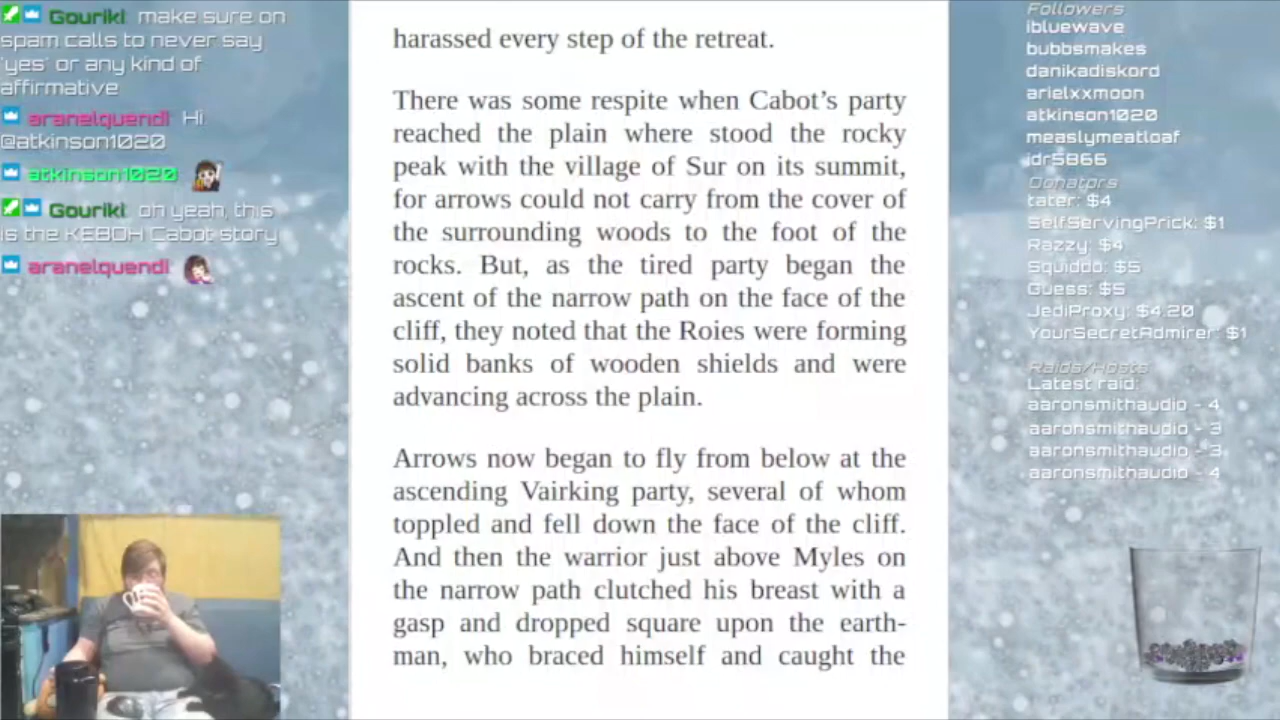 Gouriki: make sure on
spam calls to never say
'yes' or any kind of
affirmative
aranelquendi: Hi
@atkinson1020
atkinson1020
Gouriki: oh yeah, this
is the KEBOH Cabot story
aranelquendi
harassed every step of the retreat.
There was some respite when Cabot's party
reached the plain where stood the rocky
peak with the village of Sur on its summit,
for arrows could not carry from the cover of
the surrounding woods to the foot of the
rocks. But, as the tired party began the
ascent of the narrow path on the face of the
cliff, they noted that the Roies were forming
solid banks of wooden shields and were
advancing across the plain.
Arrows now began to fly from below at the
ascending Vairking party, several of whom
toppled and fell down the face of the cliff.
And then the warrior just above Myles on
the narrow path clutched his breast with a
gasp and dropped square upon the earth-
man, who braced himself and caught the
Followers
ibluewave
bubbsmakes
danikadiskord
arielxxmoon
atkinson1020
measlymeatloaf
jdr5866
Donators
tater: $4
SelfServingPrick: $1
Razzy: $4
Squiddo: $5
Guess: $5
JediProxy: $4.20
YourSecretAdmirer: $1
Raids/Hosts
Latest raid:
aaronsmithaudio - 4
aaronsmithaudio - 3
aaronsmithaudio - 3
aaronsmithaudio - 4